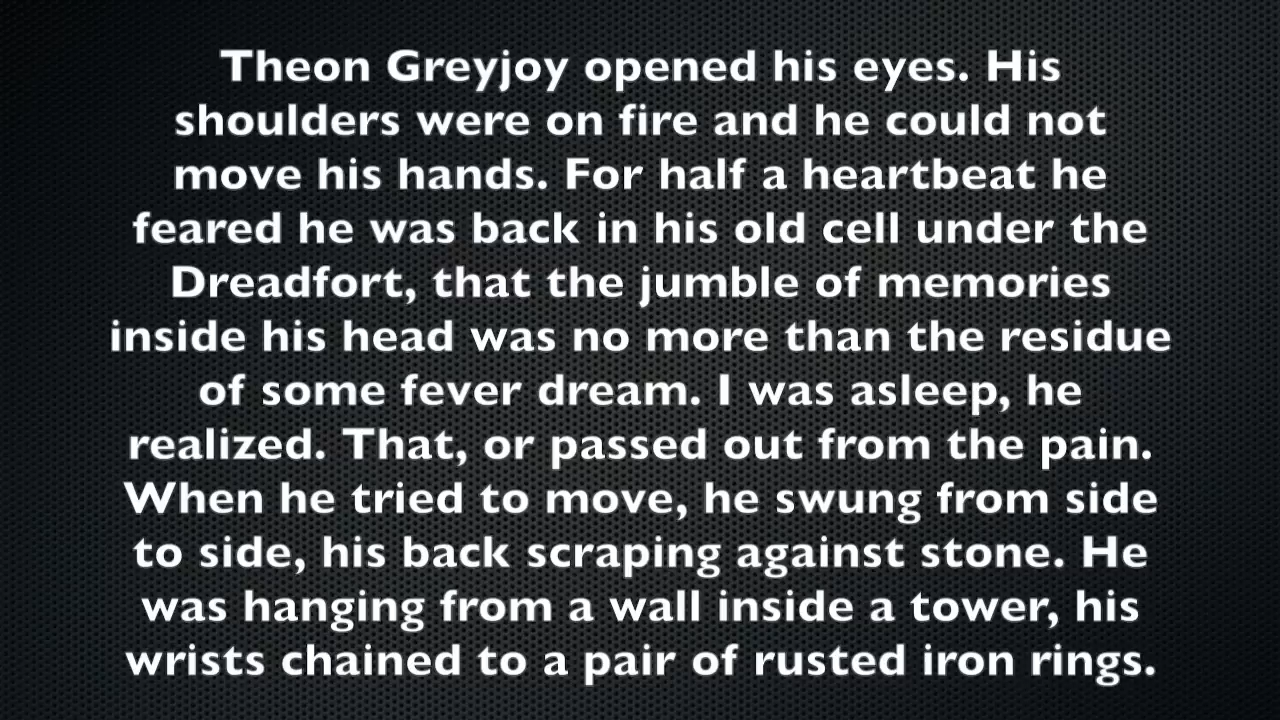 Theon Greyjoy opened his eyes. His
shoulders were on fire and he could not
move his hands. For half a heartbeat he
feared he was back in his old cell under the
Dreadfort, that the jumble of memories
inside his head was no more than the residue
of some fever dream. I was asleep, he
realized. That, or passed out from the pain.
When he tried to move, he swung from side
to side, his back scraping against stone. He
was hanging from a wall inside a tower, his
wrists chained to a pair of rusted iron rings.